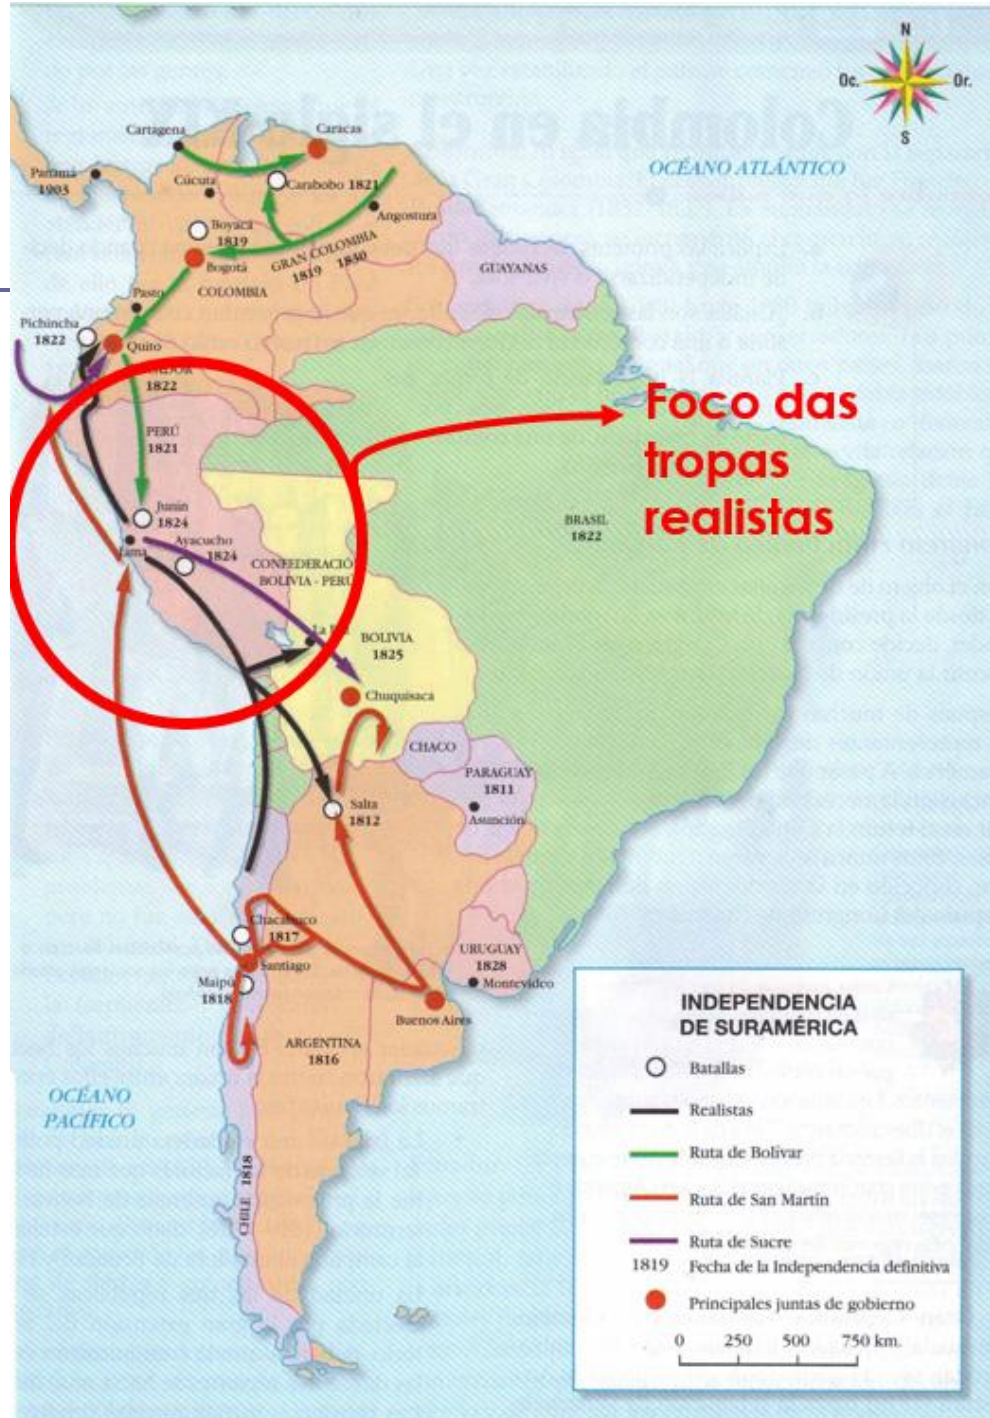 N
Oc.
Or.
S
OCÉANO ATLÁNTICO
Cartagena
Caracas
Panamá
1903
Cúcuta
Carabobo 1821
Angostura
Boyacá
1819
Bogotá
GRAN COLOMBIA
1819 1830
COLOMBIA
GUAYANAS
Pasto
Pichincha
1822
Quito
1822
Foco das
tropas
realistas
PERÚ
1821
Junín
1824
Lima
Ayacucho
1824
BRASIL
1822
CONFEDERACIÓ
BOLIVIA - PERÚ
BOLIVIA
1825
Chuquisaca
CHACO
PARAGUAY
1811
Asunción
Salta
1812
Chacabuco
1817
Santiago
Maipú
1818
URUGUAY
1828
Montevideo
Buenos Aires
ARGENTINA
1816
OCÉANO
PACÍFICO
CHILE 1818
INDEPENDENCIA
DE SURAMÉRICA
Batallas
Realistas
Ruta de Bolívar
Ruta de San Martín
Ruta de Sucre
1819 Fecha de la Independencia definitiva
Principales juntas de gobierno
0 250 500 750 km.